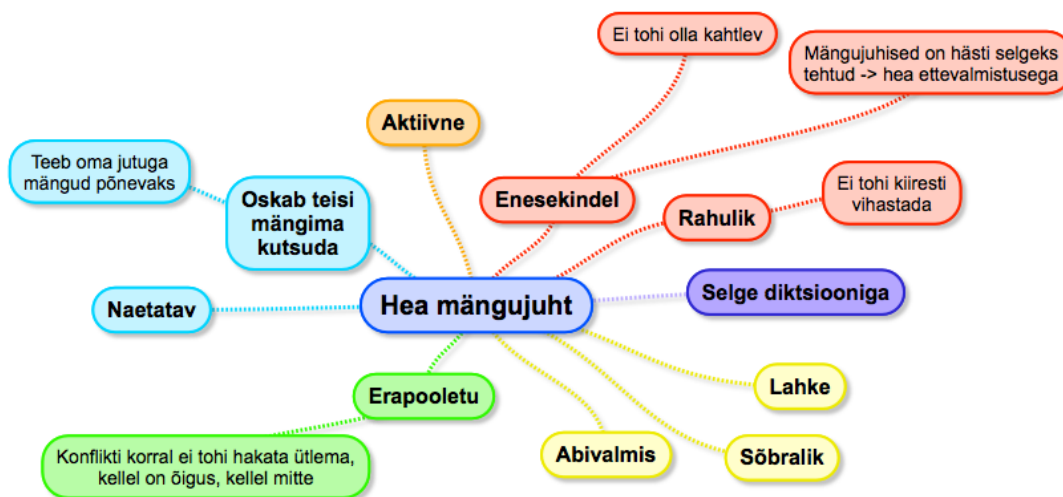 Ei tohi olla kahtlev
Mängujuhised on hästi selgeks
tehtud -> hea ettevalmistusega
Aktiivne
Teeb oma jutuga
mängud põnevaks
Oskab teisi
mängima
kutsuda
Enesekindel
Rahulik
Ei tohi kiiresti
vihastada
Naetatav
Hea mängujuht
Selge diktsiooniga
Erapooletu
Lahke
Konflikti korral ei tohi hakata ütlema,
kellel on õigus, kellel mitte
Abivalmis
Sõbralik